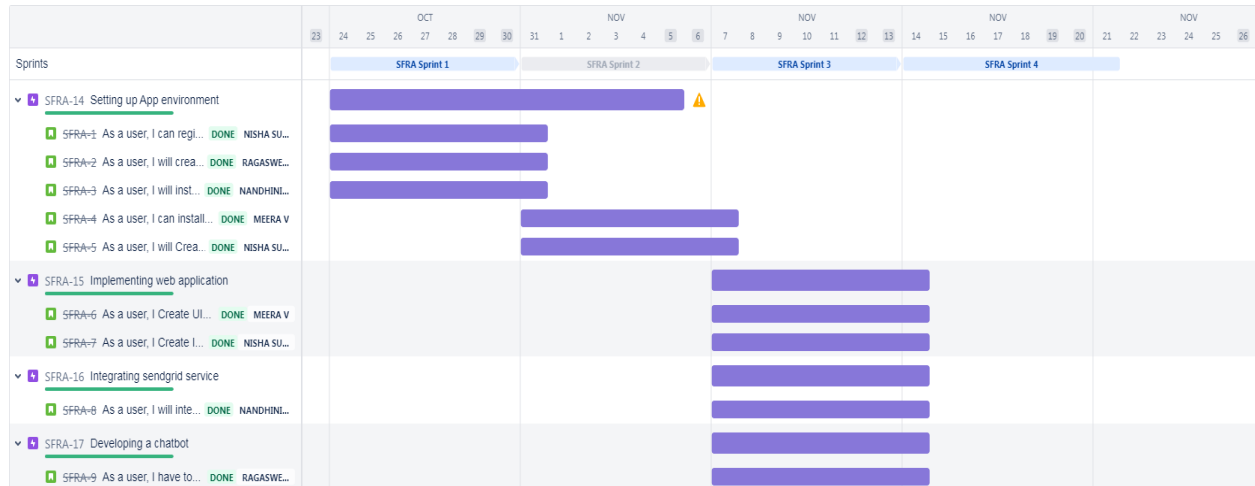 OCT NOV NOV NOV NOV
23 24 25 26 27 28 29 30 31 1 2 3 4 5 6 7 8 9 10 11 12 13 14 15 16 17 18 19 20 21 22 23 24 25 26
Sprints SFRA Sprint 1 SFRA Sprint 2 SFRA Sprint 3 SFRA Sprint 4
SFRA-14 Setting up App environment
SFRA-1 As a user, I can regi... DONE NISHA SU...
SFRA-2 As a user, I will crea... DONE RAGASWE...
SFRA-3 As a user, I will inst... DONE NANDHINI...
SFRA-4 As a user, I can install... DONE MEERA V
SFRA-5 As a user, I will Crea... DONE NISHA SU...
SFRA-15 Implementing web application
SFRA-6 As a user, I Create UI... DONE MEERA V
SFRA-7 As a user, I Create I... DONE NISHA SU...
SFRA-16 Integrating sendgrid service
SFRA-8 As a user, I will inte... DONE NANDHINI...
SFRA-17 Developing a chatbot
SFRA-9 As a user, I have to... DONE RAGASWE...